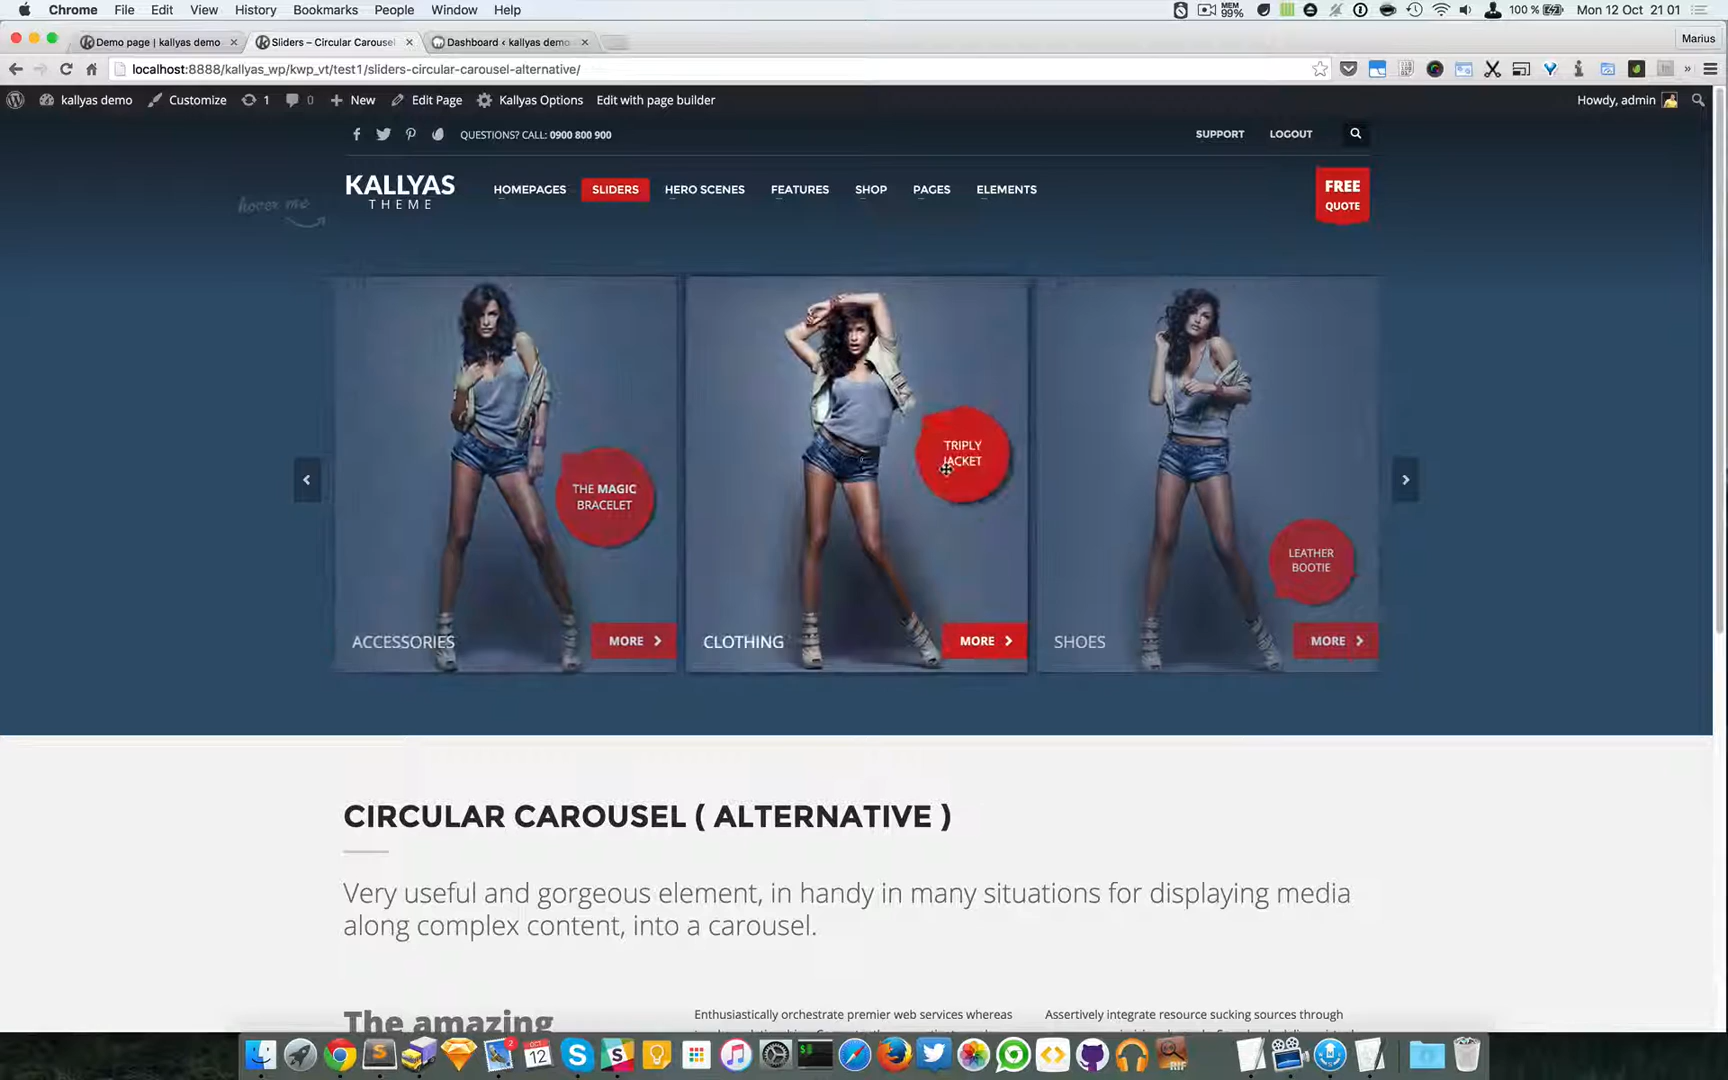 Chrome File Edit View History Bookmarks People Window Help MEM 99% 100 % Mon 12 Oct 21 01
Demo page | kallyas demo Sliders – Circular Carousel Dashboard ‹ kallyas demo Marius
localhost:8888/kallyas_wp/kwp_vt/test1/sliders-circular-carousel-alternative/
kallyas demo Customize 1 0 New Edit Page Kallyas Options Edit with page builder Howdy, admin
QUESTIONS? CALL: 0900 800 900 SUPPORT LOGOUT
KALLYAS
THEME
hover me
HOMEPAGES SLIDERS HERO SCENES FEATURES SHOP PAGES ELEMENTS
FREE
QUOTE
THE MAGIC
BRACELET
TRIPLY
JACKET
LEATHER
BOOTIE
ACCESSORIES MORE CLOTHING MORE SHOES MORE
CIRCULAR CAROUSEL ( ALTERNATIVE )
Very useful and gorgeous element, in handy in many situations for displaying media
along complex content, into a carousel.
The amazing
Enthusiastically orchestrate premier web services whereas
Assertively integrate resource sucking sources through
2
12
RIF